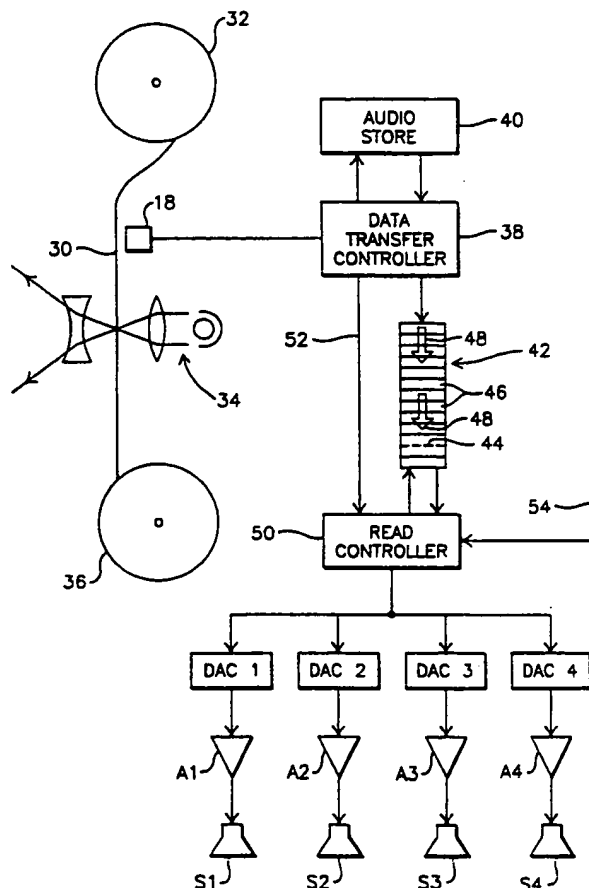 32
18
30
34
36
AUDIO
STORE
40
DATA
TRANSFER
CONTROLLER
38
52
48
42
46
48
44
50
READ
CONTROLLER
54
DAC 1
DAC 2
DAC 3
DAC 4
A1
A2
A3
A4
S1
S2
S3
S4